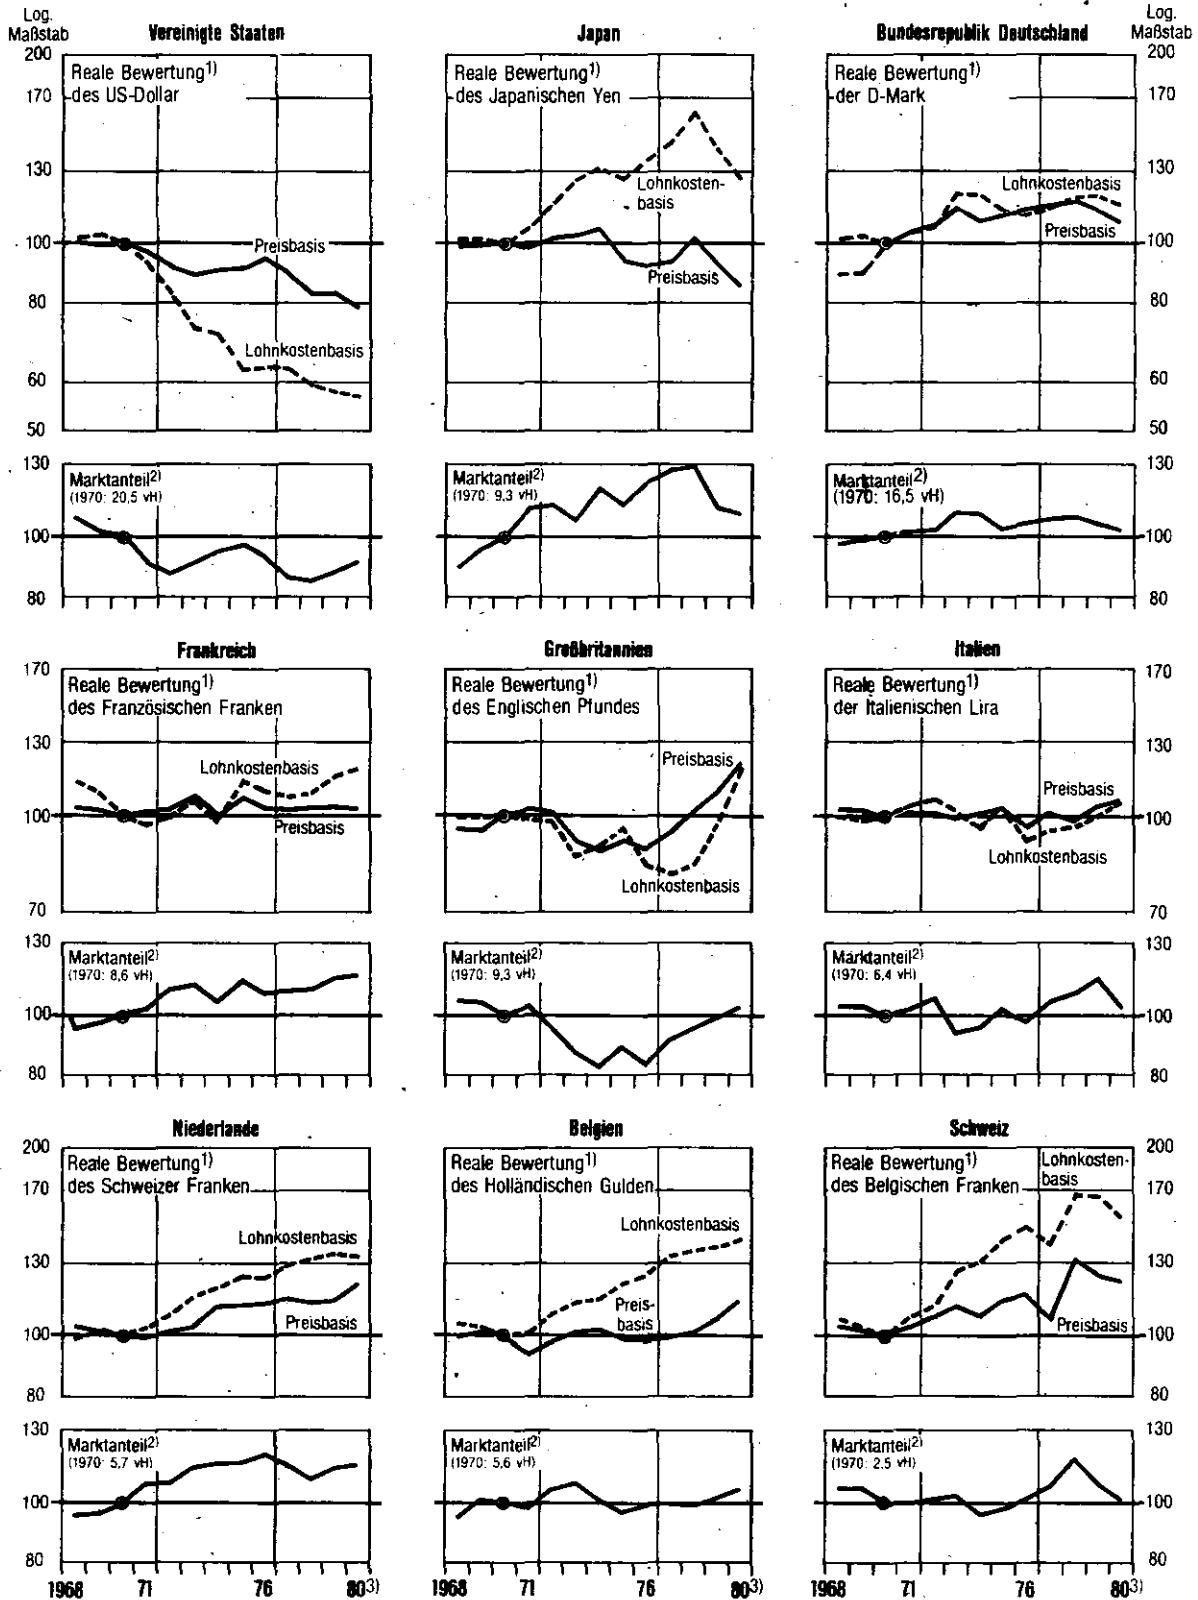 Log.
Maßstab
Vereinigte Staaten
Japan
Bundesrepublik Deutschland
Log.
Maßstab
200
170
130
100
80
60
50
Reale Bewertung1)
des US-Dollar
Preisbasis
Lohnkostenbasis
Reale Bewertung1)
des Japanischen Yen
Lohnkosten-
basis
Preisbasis
Reale Bewertung1)
der D-Mark
Lohnkostenbasis
Preisbasis
200
170
130
100
80
60
50
130
100
80
Marktanteil2)
(1970: 20,5 vH)
Marktanteil2)
(1970: 9,3 vH)
Marktanteil2)
(1970: 16,5 vH)
130
100
80
Frankreich
Großbritannien
Italien
170
130
100
70
Reale Bewertung1)
des Französischen Franken
Lohnkostenbasis
Preisbasis
Reale Bewertung1)
des Englischen Pfundes
Preisbasis
Lohnkostenbasis
Reale Bewertung1)
der Italienischen Lira
Preisbasis
Lohnkostenbasis
170
130
100
70
130
100
80
Marktanteil2)
(1970: 8,6 vH)
Marktanteil2)
(1970: 9,3 vH)
Marktanteil2)
(1970: 6,4 vH)
130
100
80
Niederlande
Belgien
Schweiz
200
170
130
100
80
Reale Bewertung1)
des Schweizer Franken
Lohnkostenbasis
Preisbasis
Reale Bewertung1)
des Holländischen Gulden
Lohnkostenbasis
Preis-
basis
Reale Bewertung1)
des Belgischen Franken
Lohnkosten-
basis
Preisbasis
200
170
130
100
80
130
100
80
Marktanteil2)
(1970: 5,7 vH)
Marktanteil2)
(1970: 5,6 vH)
Marktanteil2)
(1970: 2,5 vH)
130
100
80
1968 71 76 803)
1968 71 76 803)
1968 71 76 803)